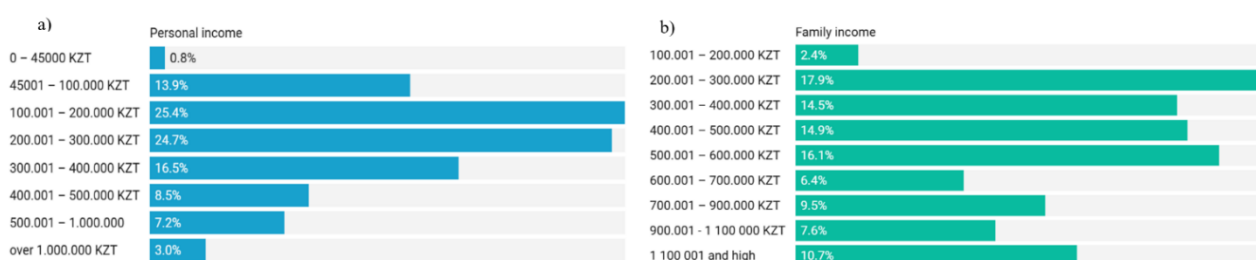 a)
Personal income
0 – 45000 KZT 0.8%
45001 – 100.000 KZT 13.9%
100.001 – 200.000 KZT 25.4%
200.001 – 300.000 KZT 24.7%
300.001 – 400.000 KZT 16.5%
400.001 – 500.000 KZT 8.5%
500.001 – 1.000.000 7.2%
over 1.000.000 KZT 3.0%
b)
Family income
100.001 – 200.000 KZT 2.4%
200.001 – 300.000 KZT 17.9%
300.001 – 400.000 KZT 14.5%
400.001 – 500.000 KZT 14.9%
500.001 – 600.000 KZT 16.1%
600.001 – 700.000 KZT 6.4%
700.001 – 900.000 KZT 9.5%
900.001 - 1 100 000 KZT 7.6%
1 100 001 and high 10.7%